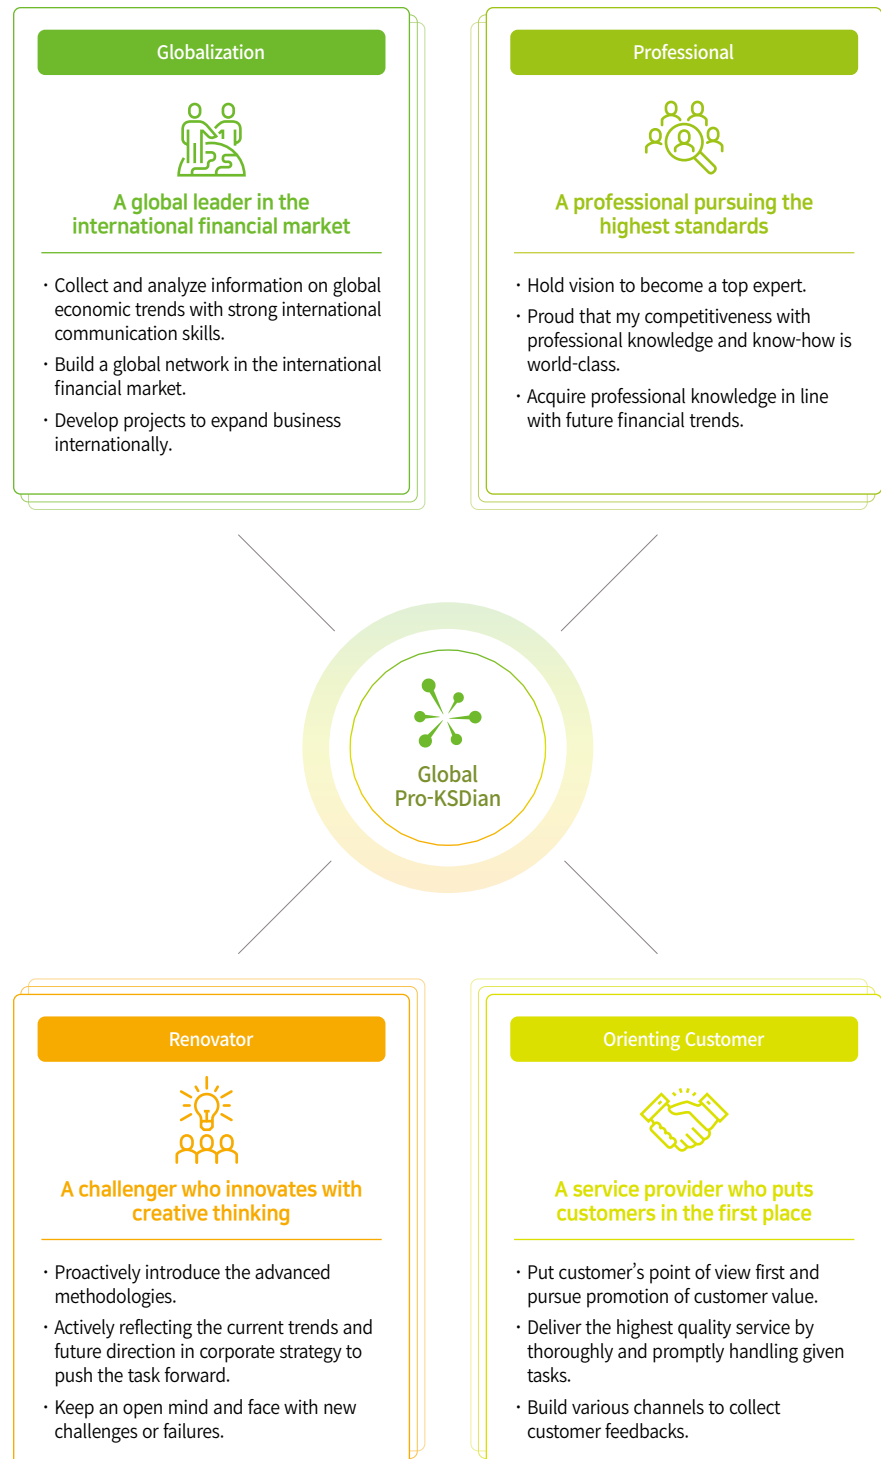 Globalization
A global leader in the
international financial market
· Collect and analyze information on global
economic trends with strong international
communication skills.
· Build a global network in the international
financial market.
· Develop projects to expand business
internationally.
Professional
A professional pursuing the
highest standards
· Hold vision to become a top expert.
· Proud that my competitiveness with
professional knowledge and know-how is
world-class.
· Acquire professional knowledge in line
with future financial trends.
Global
Pro-KSDian
Renovator
A challenger who innovates with
creative thinking
· Proactively introduce the advanced
methodologies.
· Actively reflecting the current trends and
future direction in corporate strategy to
push the task forward.
· Keep an open mind and face with new
challenges or failures.
Orienting Customer
A service provider who puts
customers in the first place
· Put customer’s point of view first and
pursue promotion of customer value.
· Deliver the highest quality service by
thoroughly and promptly handling given
tasks.
· Build various channels to collect
customer feedbacks.